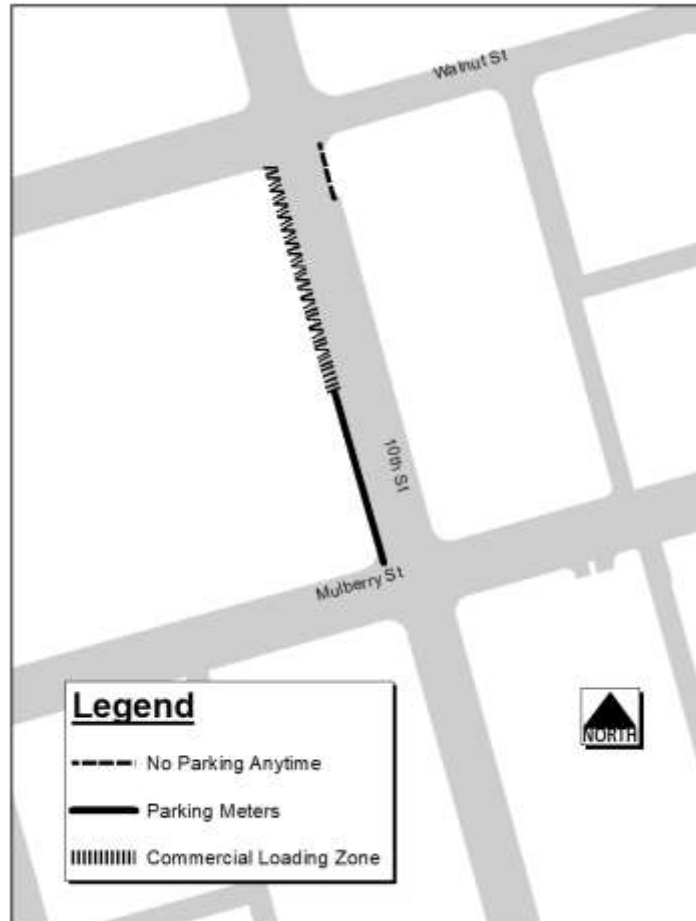 Walnut St
10th St
Mulberry St
Legend
No Parking Anytime
Parking Meters
Commercial Loading Zone
NORTH